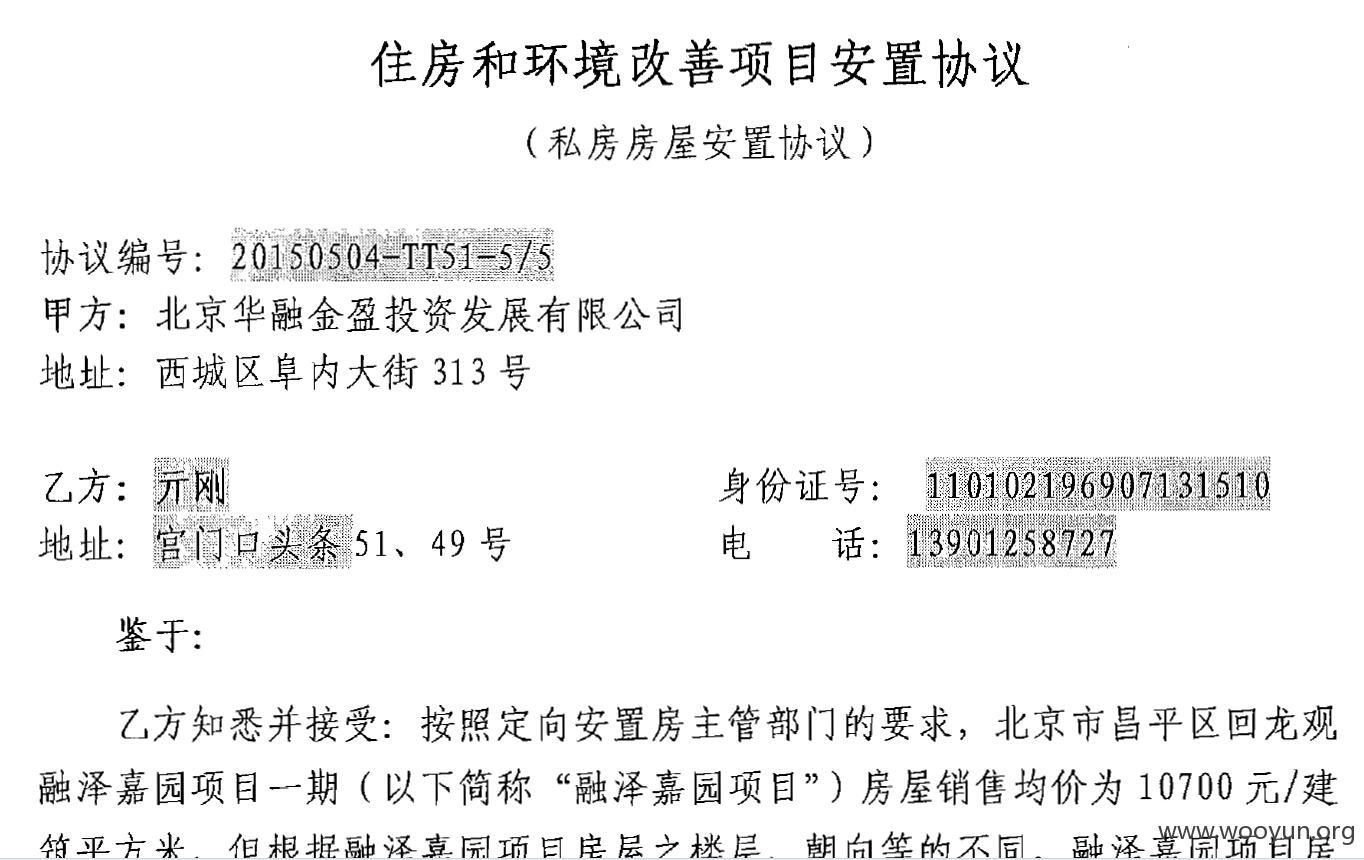 住房和环境改善项目安置协议
（私房房屋安置协议）
协议编号：20150504-TT51-5/5
甲方：北京华融金盈投资发展有限公司
地址：西城区阜内大街 313 号
乙方：亓刚 身份证号：110102196907131510
地址：宫门口头条 51、49 号 电 话：13901258727
鉴于：
乙方知悉并接受：按照定向安置房主管部门的要求，北京市昌平区回龙观
融泽嘉园项目一期（以下简称“融泽嘉园项目”）房屋销售均价为 10700 元/建
筑平方米，但根据融泽嘉园项目房屋之楼层、朝向等的不同，融泽嘉园项目房
www.wooyun.org